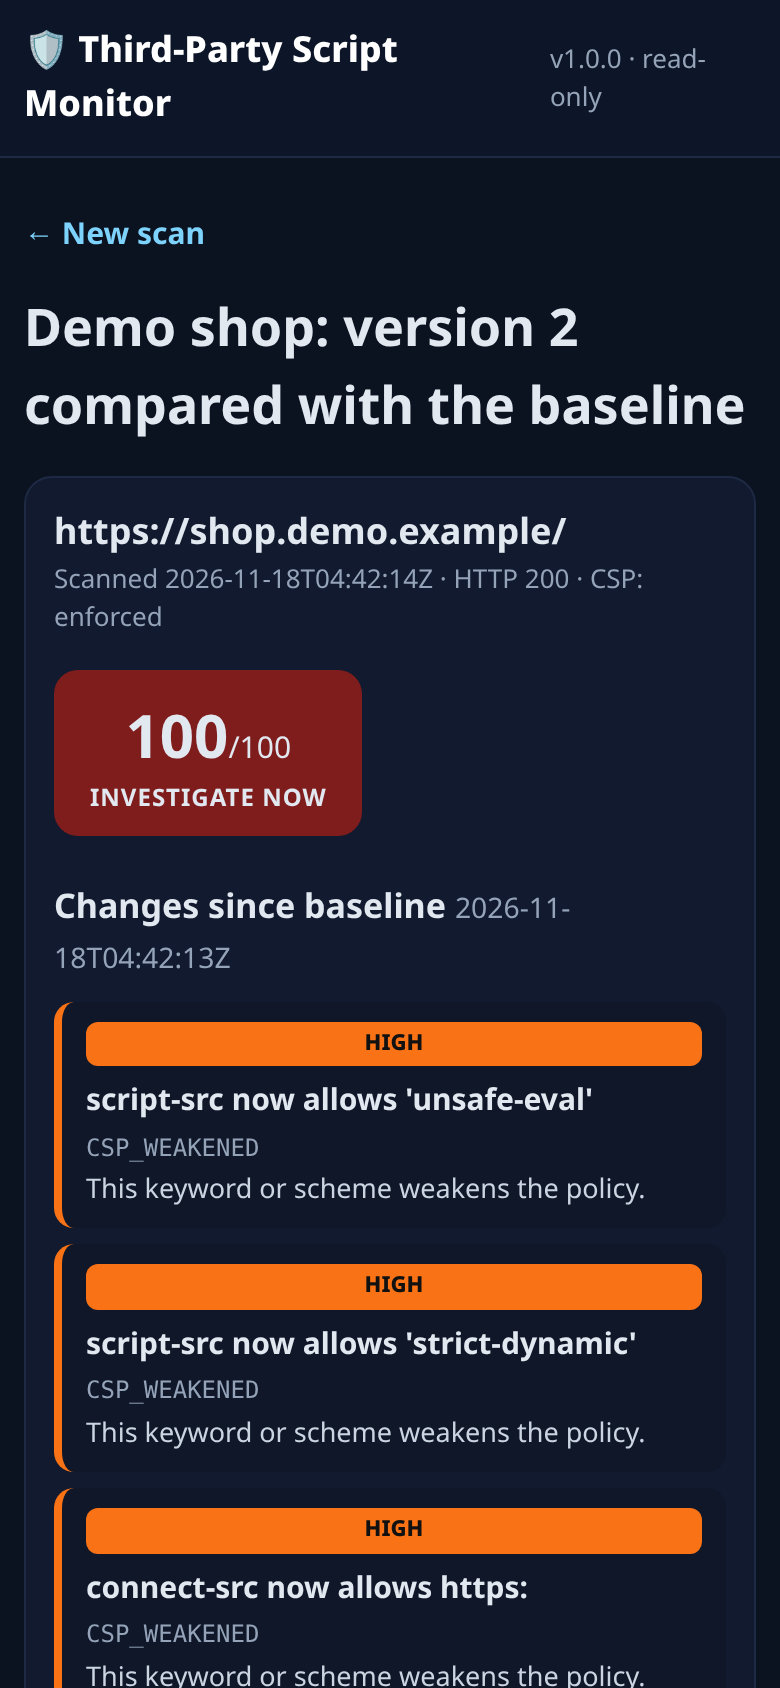 🛡️ Third-Party Script
Monitor
v1.0.0 · read-
only
← New scan
Demo shop: version 2
compared with the baseline
https://shop.demo.example/
Scanned 2026-11-18T04:42:14Z · HTTP 200 · CSP:
enforced
100/100
INVESTIGATE NOW
Changes since baseline 2026-11-
18T04:42:13Z
HIGH
script-src now allows 'unsafe-eval'
CSP_WEAKENED
This keyword or scheme weakens the policy.
HIGH
script-src now allows 'strict-dynamic'
CSP_WEAKENED
This keyword or scheme weakens the policy.
HIGH
connect-src now allows https:
CSP_WEAKENED
This keyword or scheme weakens the policy.